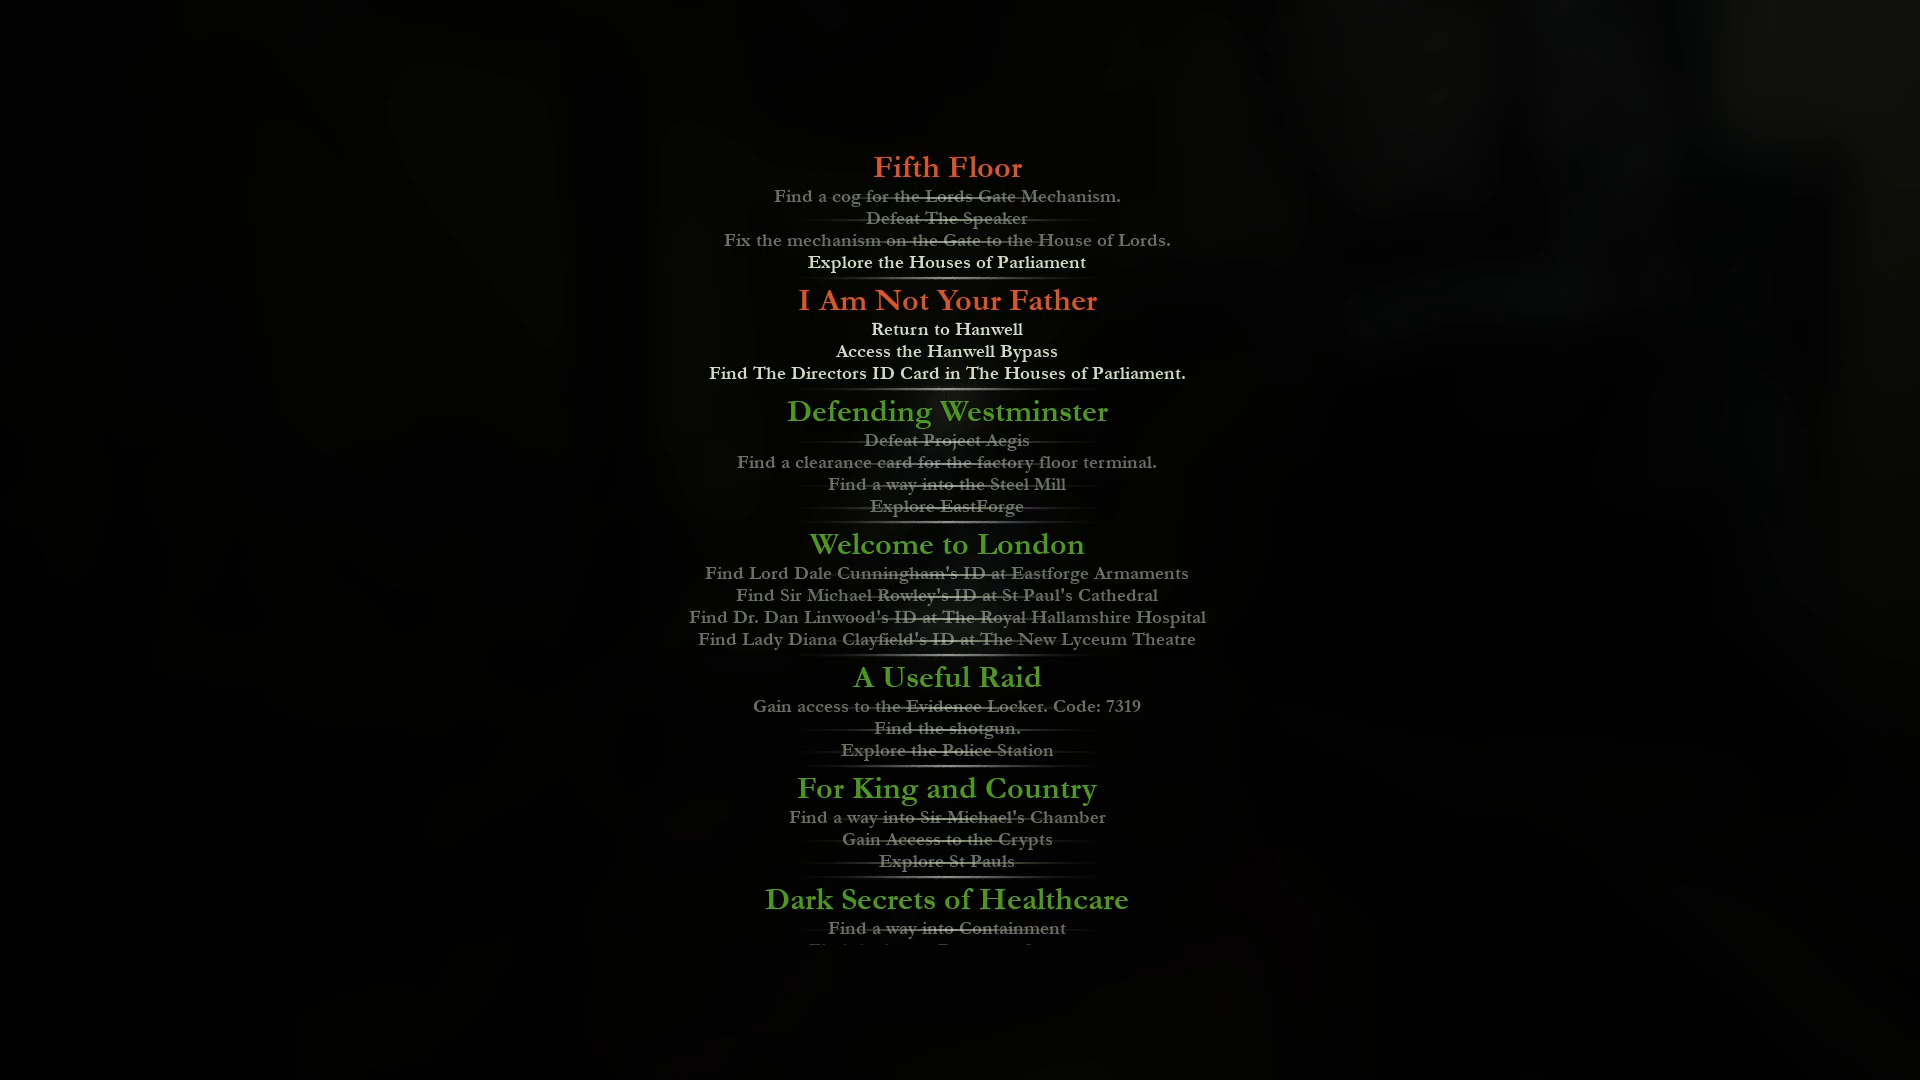 Fifth Floor
Find a cog for the Lords Gate Mechanism.
Defeat The Speaker
Fix the mechanism on the Gate to the House of Lords.
Explore the Houses of Parliament
I Am Not Your Father
Return to Hanwell
Access the Hanwell Bypass
Find The Directors ID Card in The Houses of Parliament.
Defending Westminster
Defeat Project Aegis
Find a clearance card for the factory floor terminal.
Find a way into the Steel Mill
Explore EastForge
Welcome to London
Find Lord Dale Cunningham's ID at Eastforge Armaments
Find Sir Michael Rowley's ID at St Paul's Cathedral
Find Dr. Dan Linwood's ID at The Royal Hallamshire Hospital
Find Lady Diana Clayfield's ID at The New Lyceum Theatre
A Useful Raid
Gain access to the Evidence Locker. Code: 7319
Find the shotgun.
Explore the Police Station
For King and Country
Find a way into Sir Michael's Chamber
Gain Access to the Crypts
Explore St Pauls
Dark Secrets of Healthcare
Find a way into Containment